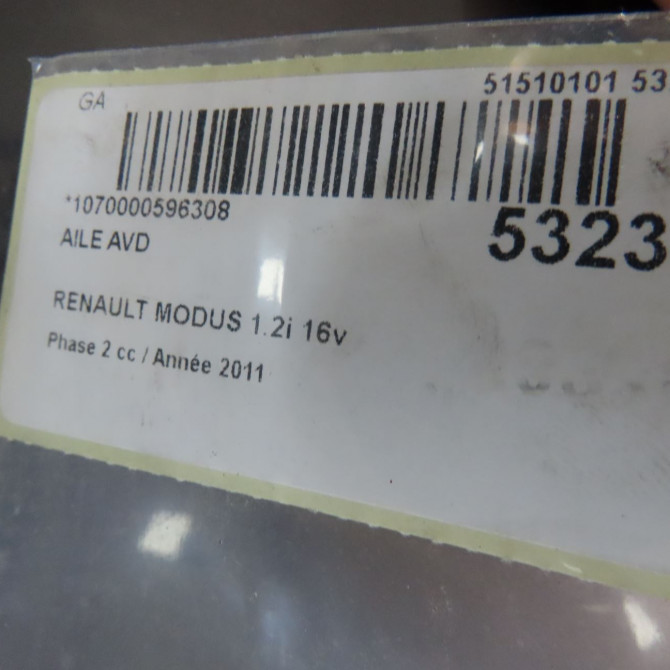 GA
51510101 53
*1070000596308
5323
AILE AVD
RENAULT MODUS 1.2i 16v
Phase 2 cc / Année 2011